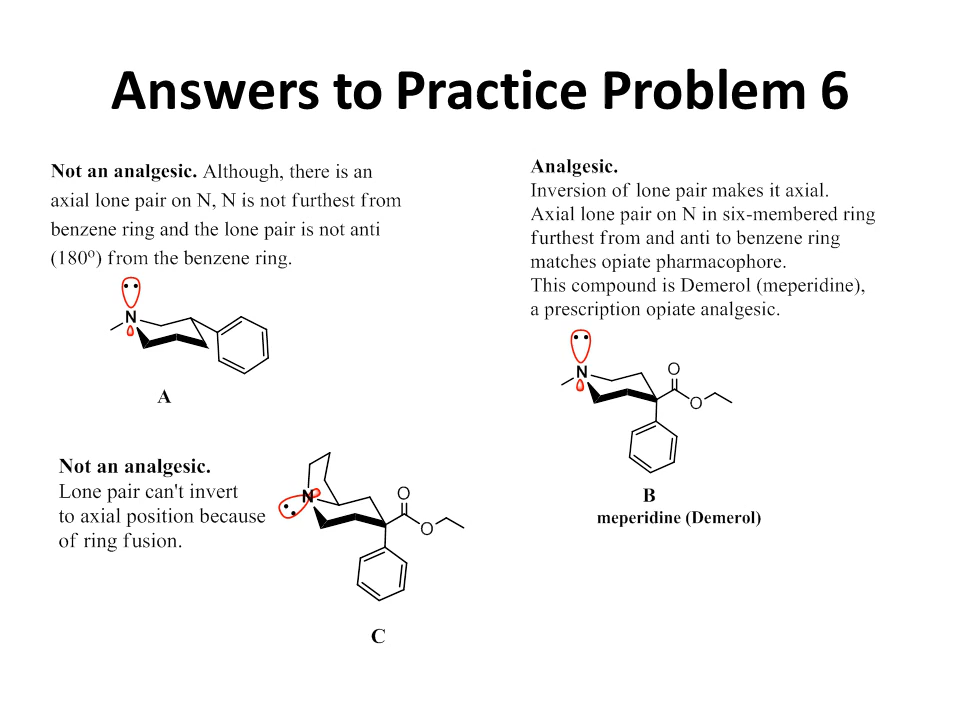 Answers to Practice Problem 6
Not an analgesic. Although, there is an
axial lone pair on N, N is not furthest from
benzene ring and the lone pair is not anti
(180º) from the benzene ring.
N
A
Analgesic.
Inversion of lone pair makes it axial.
Axial lone pair on N in six-membered ring
furthest from and anti to benzene ring
matches opiate pharmacophore.
This compound is Demerol (meperidine),
a prescription opiate analgesic.
N
O
O
B
meperidine (Demerol)
Not an analgesic.
Lone pair can't invert
to axial position because
of ring fusion.
N
O
O
C